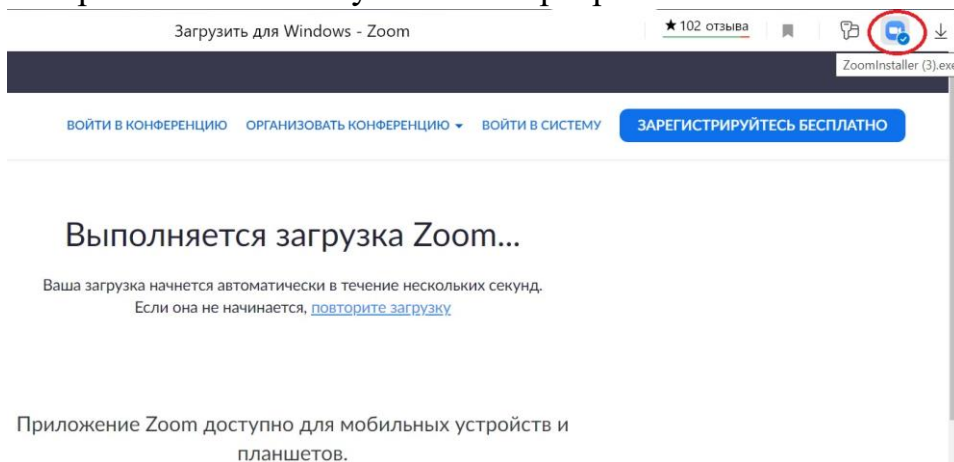 Загрузить для Windows - Zoom
★ 102 отзыва
ZoomInstaller (3).exe
ВОЙТИ В КОНФЕРЕНЦИЮ ОРГАНИЗОВАТЬ КОНФЕРЕНЦИЮ ВОЙТИ В СИСТЕМУ ЗАРЕГИСТРИРУЙТЕСЬ БЕСПЛАТНО
Выполняется загрузка Zoom...
Ваша загрузка начнется автоматически в течение нескольких секунд.
Если она не начинается, повторите загрузку
Приложение Zoom доступно для мобильных устройств и
планшетов.